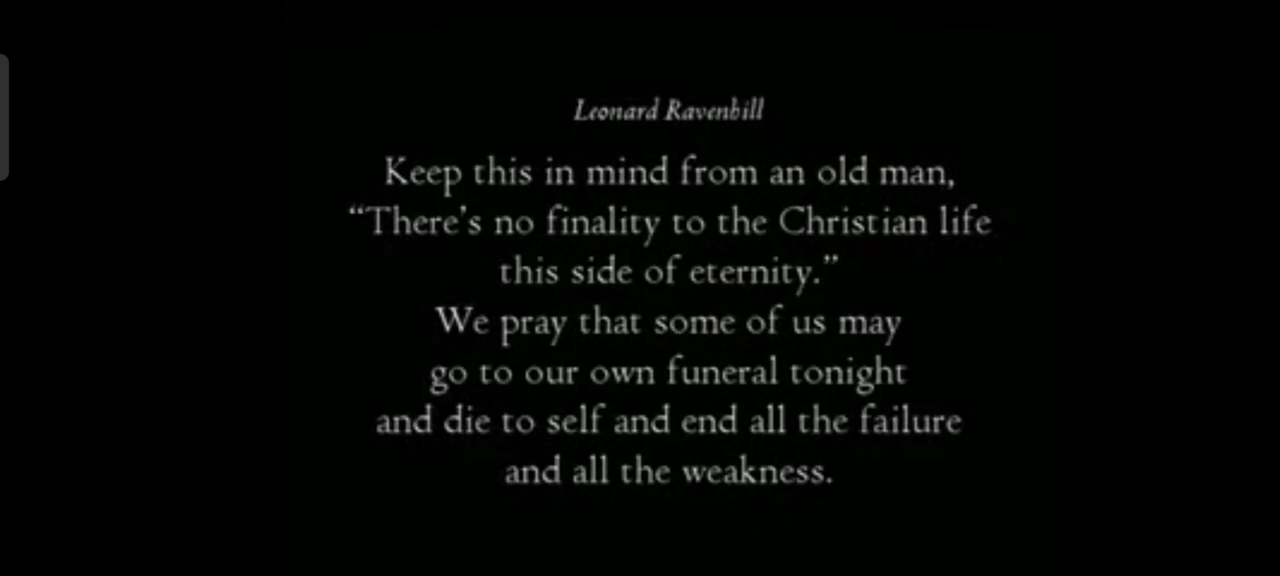 Leonard Ravenhill
Keep this in mind from an old man,
“There’s no finality to the Christian life
this side of eternity.”
We pray that some of us may
go to our own funeral tonight
and die to self and end all the failure
and all the weakness.